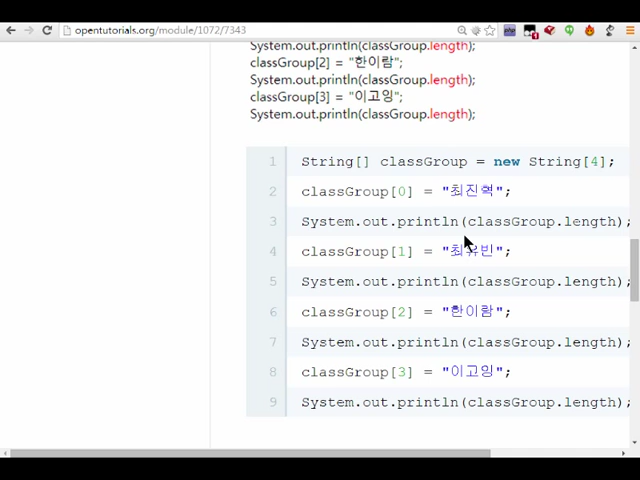 opentutorials.org/module/1072/7343
System.out.println(classGroup.length);
classGroup[2] = "한이람";
System.out.println(classGroup.length);
classGroup[3] = "이고잉";
System.out.println(classGroup.length);
1 String[] classGroup = new String[4];
2 classGroup[0] = "최진혁";
3 System.out.println(classGroup.length);
4 classGroup[1] = "최유빈";
5 System.out.println(classGroup.length);
6 classGroup[2] = "한이람";
7 System.out.println(classGroup.length);
8 classGroup[3] = "이고잉";
9 System.out.println(classGroup.length);